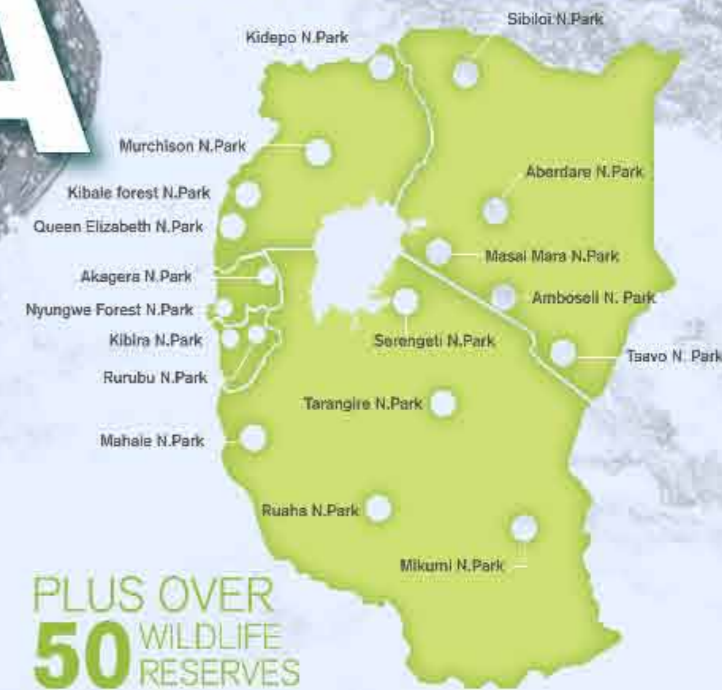 A
Sibiloi N.Park
Kidepo N.Park
Murchison N.Park
Aberdare N.Park
Kibale forest N.Park
Queen Elizabeth N.Park
Masai Mara N.Park
Akagera N.Park
Amboseli N. Park
Nyungwe Forest N.Park
Kibira N.Park
Serengeti N.Park
Tsavo N. Park
Rurubu N.Park
Tarangire N.Park
Mahale N.Park
Ruaha N.Park
Mikumi N.Park
PLUS OVER
50 WILDLIFE
RESERVES